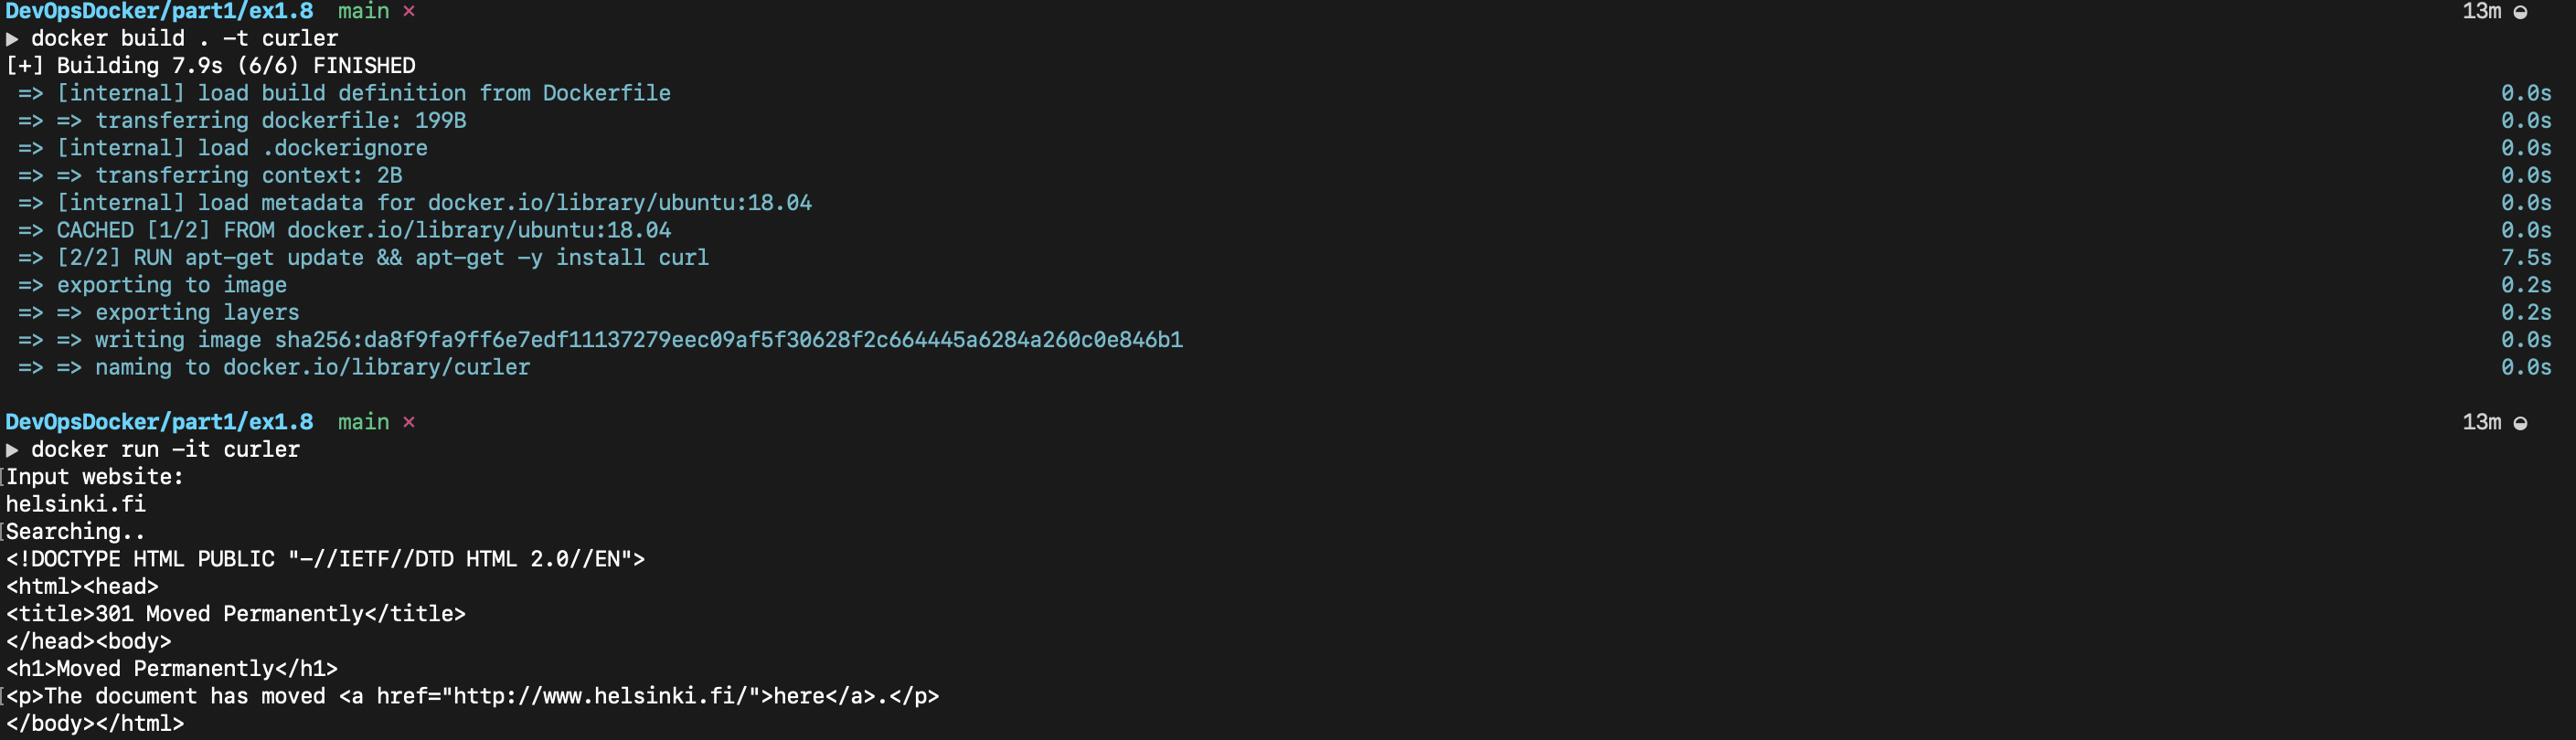 DevOpsDocker/part1/ex1.8 main × 13m
▶ docker build . -t curler
[+] Building 7.9s (6/6) FINISHED
=> [internal] load build definition from Dockerfile 0.0s
=> => transferring dockerfile: 199B 0.0s
=> [internal] load .dockerignore 0.0s
=> => transferring context: 2B 0.0s
=> [internal] load metadata for docker.io/library/ubuntu:18.04 0.0s
=> CACHED [1/2] FROM docker.io/library/ubuntu:18.04 0.0s
=> [2/2] RUN apt-get update && apt-get -y install curl 7.5s
=> exporting to image 0.2s
=> => exporting layers 0.2s
=> => writing image sha256:da8f9fa9ff6e7edf11137279eec09af5f30628f2c664445a6284a260c0e846b1 0.0s
=> => naming to docker.io/library/curler 0.0s
DevOpsDocker/part1/ex1.8 main × 13m
▶ docker run -it curler
Input website:
helsinki.fi
Searching..
<!DOCTYPE HTML PUBLIC "-//IETF//DTD HTML 2.0//EN">
<html><head>
<title>301 Moved Permanently</title>
</head><body>
<h1>Moved Permanently</h1>
<p>The document has moved <a href="http://www.helsinki.fi/">here</a>.</p>
</body></html>